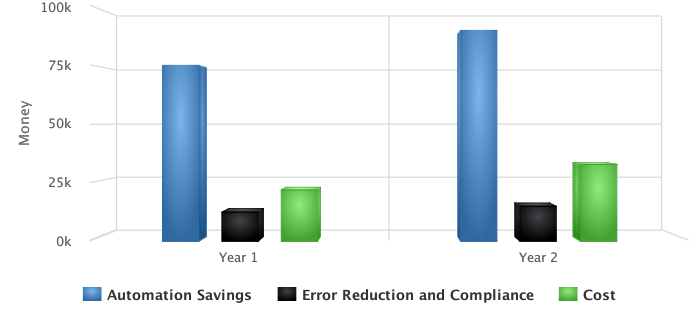 100k
75k
50k
25k
0k
Money
Year 1
Year 2
Automation Savings
Error Reduction and Compliance
Cost